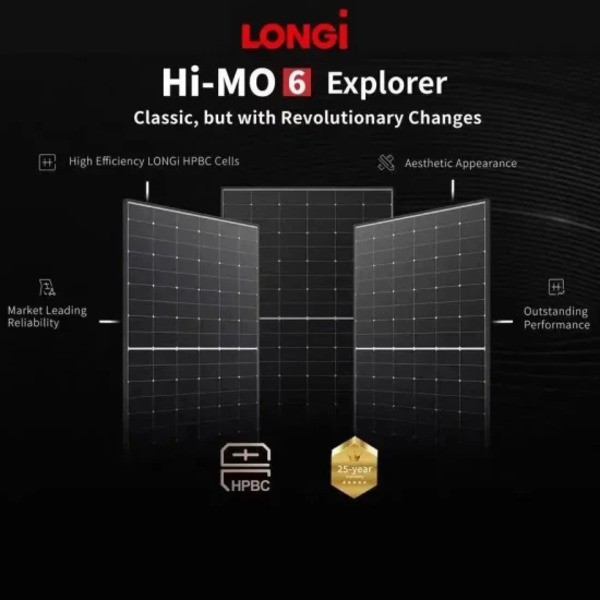 LONGi
Hi-MO 6 Explorer
Classic, but with Revolutionary Changes
High Efficiency LONGi HPBC Cells
Aesthetic Appearance
Market Leading
Reliability
Outstanding
Performance
HPBC
25-year